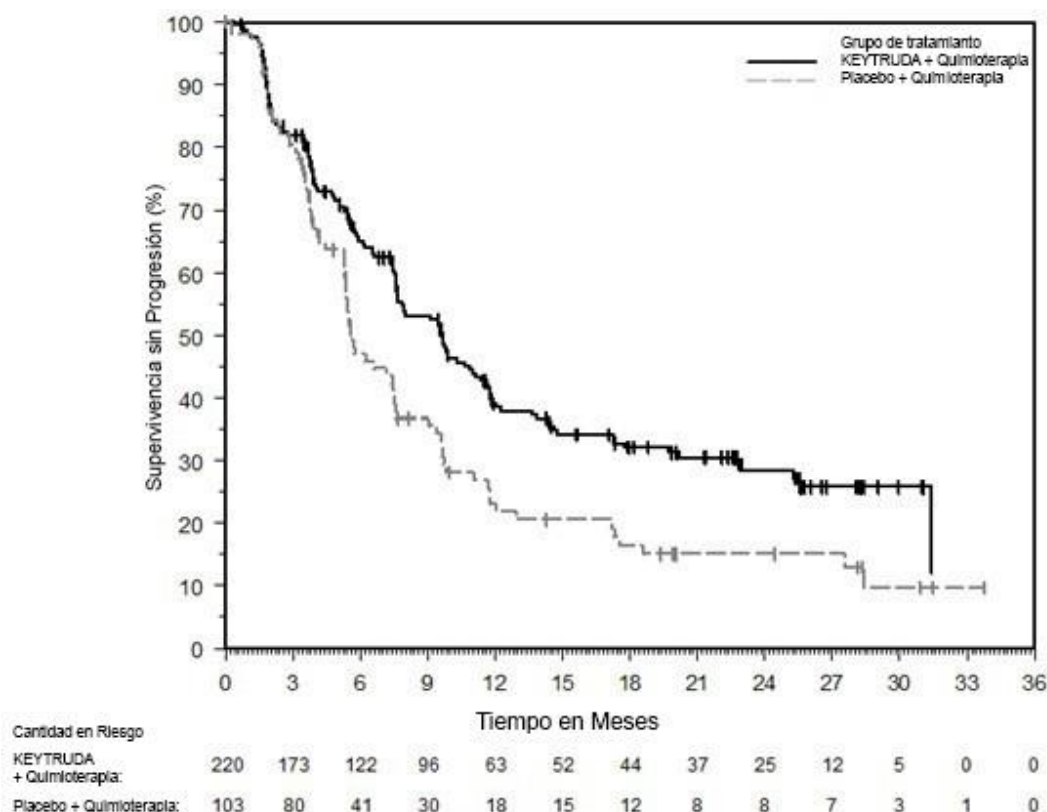 Grupo de tratamianto
KEYTRUDA + Quimioterapia
Placebo + Quimioterapia
Supervivencia sin Progresión (%)
100
90
80
70
60
50
40
30
20
10
0
0 3 6 9 12 15 18 21 24 27 30 33 36
Tiempo en Meses
Cantidad en Riesgo
KEYTRUDA
+ Quimioterapia: 220 173 122 96 63 52 44 37 25 12 5 0 0
Placebo + Quimioterapia: 103 80 41 30 18 15 12 8 8 7 3 1 0